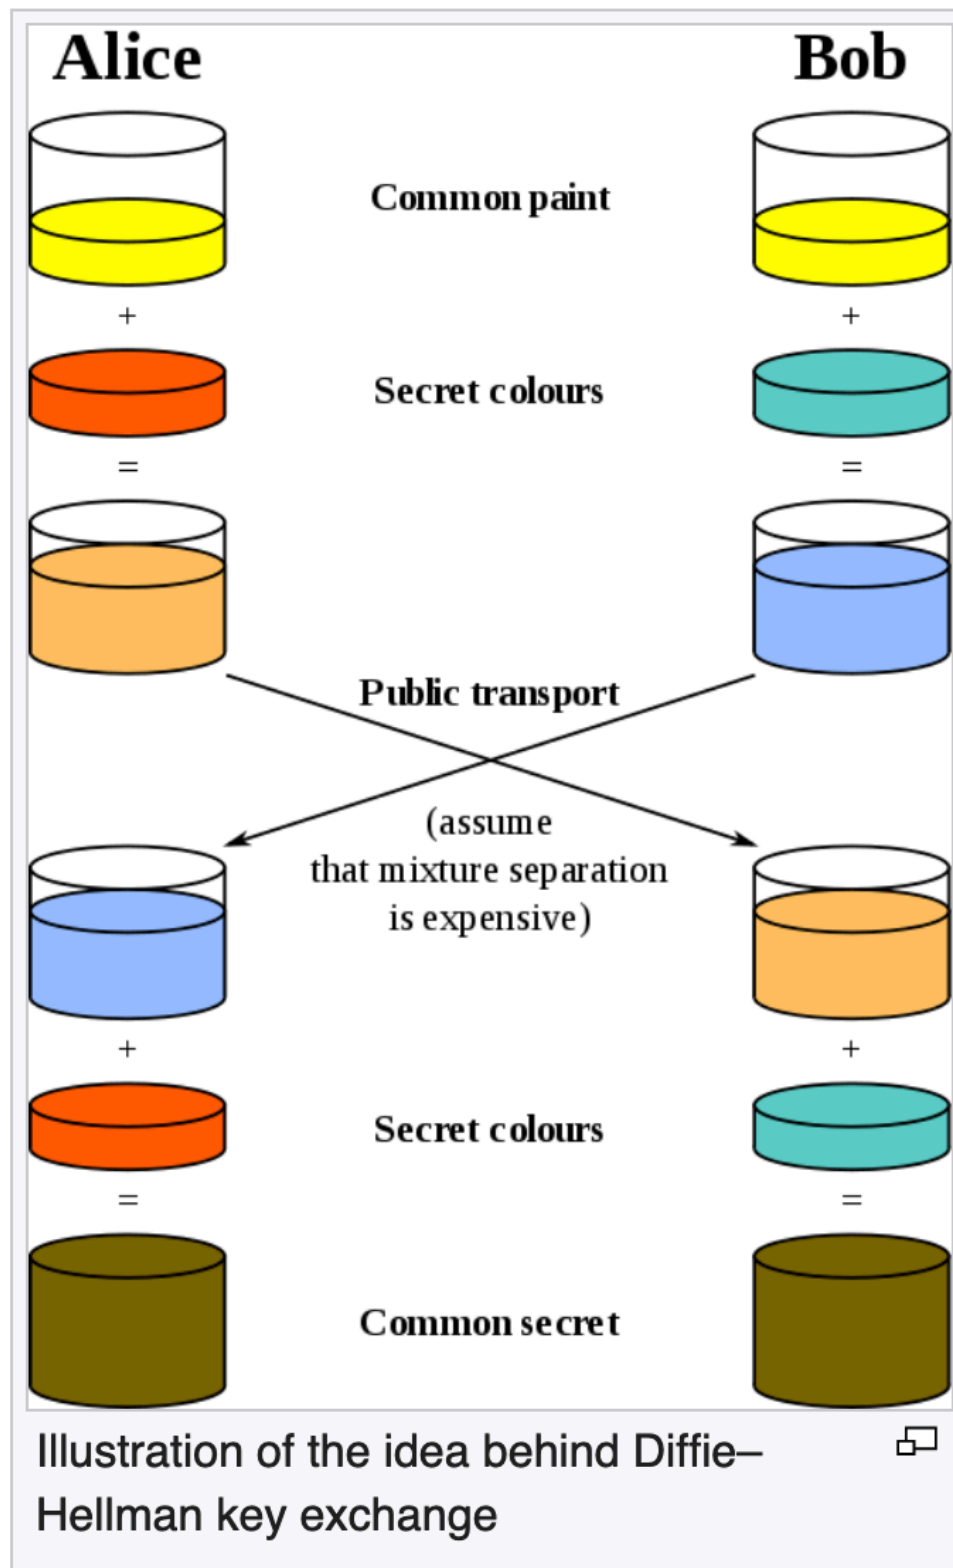 Alice Bob
Common paint
+ +
Secret colours
= =
Public transport
(assume
that mixture separation
is expensive)
+ +
Secret colours
= =
Common secret
Illustration of the idea behind Diffie–
Hellman key exchange